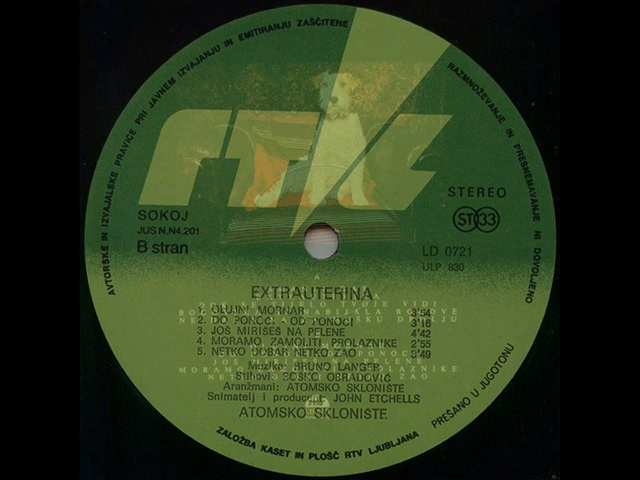 AVTORSKE IN IZVAJALSKE PRAVICE PRI JAVNEM IZVAJANJU IN EMITIRANJU ZAŠČITENE
RAZMNOŽEVANJE IN PRESNEMAVANJE NI DOVOLJENO
RTVL
SOKOJ
JUS N.N4.201
B stran
STEREO
ST 33
LD 0721
ULP 830
EXTRAUTERINA
1. OLUJNI MORNAR 3'54
2. DO PONOĆI - OD PONOĆI 3'18
3. JOŠ MIRIŠEŠ NA PELENE 4'42
4. MORAMO ZAMOLITI PROLAZNIKE 2'55
5. NETKO DOBAR NETKO ZAO 3'49
Muzika: BRUNO LANGER
Stihovi: BOŠKO OBRADOVIĆ
Aranžmani: ATOMSKO SKLONIŠTE
Snimatelj i producent: JOHN ETCHELLS
ATOMSKO SKLONIŠTE
PREŠANO U JUGOTONU
ZALOŽBA KASET IN PLOŠČ RTV LJUBLJANA